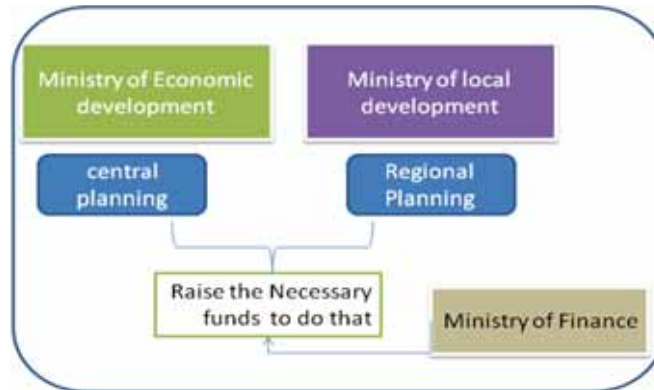 Ministry of Economic
development
Ministry of local
development
central
planning
Regional
Planning
Raise the Necessary
funds to do that
Ministry of Finance